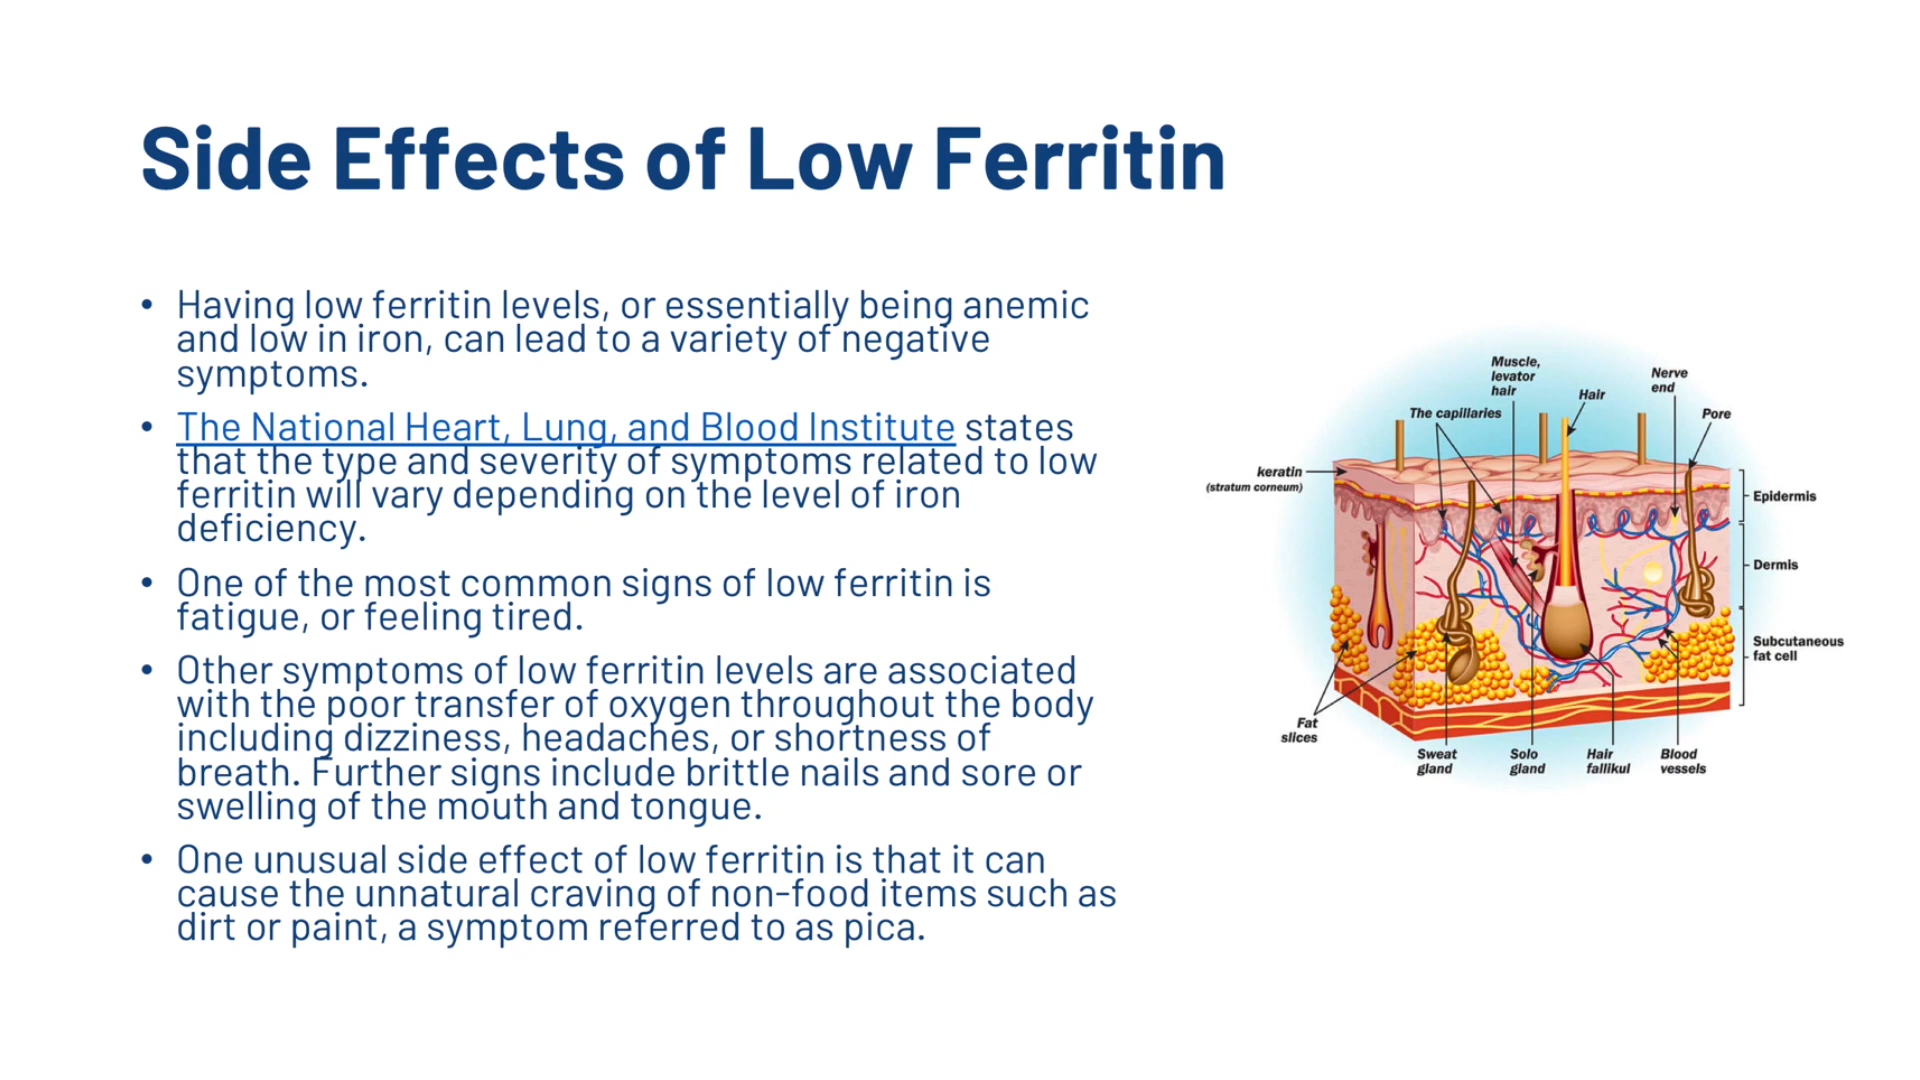 Side Effects of Low Ferritin
• Having low ferritin levels, or essentially being anemic
and low in iron, can lead to a variety of negative
symptoms.
• The National Heart, Lung, and Blood Institute states
that the type and severity of symptoms related to low
ferritin will vary depending on the level of iron
deficiency.
• One of the most common signs of low ferritin is
fatigue, or feeling tired.
• Other symptoms of low ferritin levels are associated
with the poor transfer of oxygen throughout the body
including dizziness, headaches, or shortness of
breath. Further signs include brittle nails and sore or
swelling of the mouth and tongue.
• One unusual side effect of low ferritin is that it can
cause the unnatural craving of non-food items such as
dirt or paint, a symptom referred to as pica.
Muscle,
levator
hair
Hair
Nerve
end
The capillaries
Pore
keratin
(stratum corneum)
Epidermis
Dermis
Subcutaneous
fat cell
Fat
slices
Sweat
gland
Solo
gland
Hair
fallikul
Blood
vessels